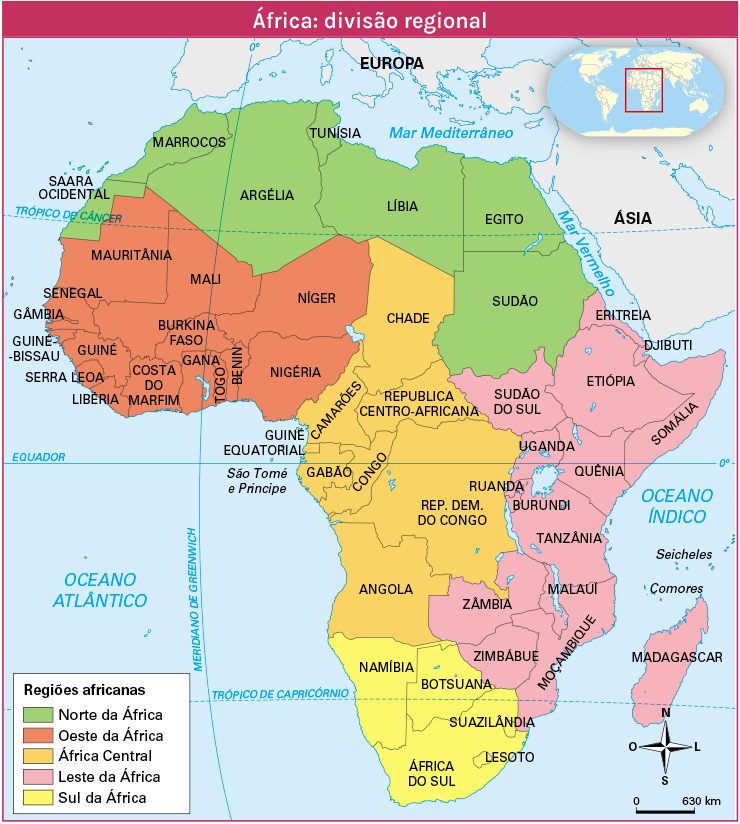 África: divisão regional
EUROPA
0°
TUNÍSIA
Mar Mediterrâneo
MARROCOS
SAARA
OCIDENTAL
ARGÉLIA
LÍBIA
EGITO
ÁSIA
TRÓPICO DE CÂNCER
Mar Vermelho
MAURITÂNIA
MALI
NÍGER
CHADE
SUDÃO
ERITREIA
SENEGAL
GÂMBIA
GUINÉ-
-BISSAU
GUINÉ
BURKINA
FASO
DJIBUTI
SERRA LEOA
COSTA
DO
MARFIM
GANA
TOGO
BENIN
NIGÉRIA
ETIÓPIA
LIBÉRIA
CAMARÕES
REPUBLICA
CENTRO-AFRICANA
SUDÃO
DO SUL
SOMÁLIA
GUINÉ
EQUATORIAL
UGANDA
EQUADOR
0°
São Tomé
e Principe
GABÃO
CONGO
QUÊNIA
RUANDA
REP. DEM.
DO CONGO
BURUNDI
OCEANO
ÍNDICO
TANZÂNIA
Seicheles
OCEANO
ATLÂNTICO
MERIDIANO DE GREENWICH
ANGOLA
ZÂMBIA
MALAUÍ
Comores
MOÇAMBIQUE
NAMÍBIA
ZIMBÁBUE
MADAGASCAR
BOTSUANA
TRÓPICO DE CAPRICÓRNIO
SUAZILÂNDIA
LESOTO
ÁFRICA
DO SUL
Regiões africanas
Norte da África
Oeste da África
África Central
Leste da África
Sul da África
N
O
L
S
0
630 km